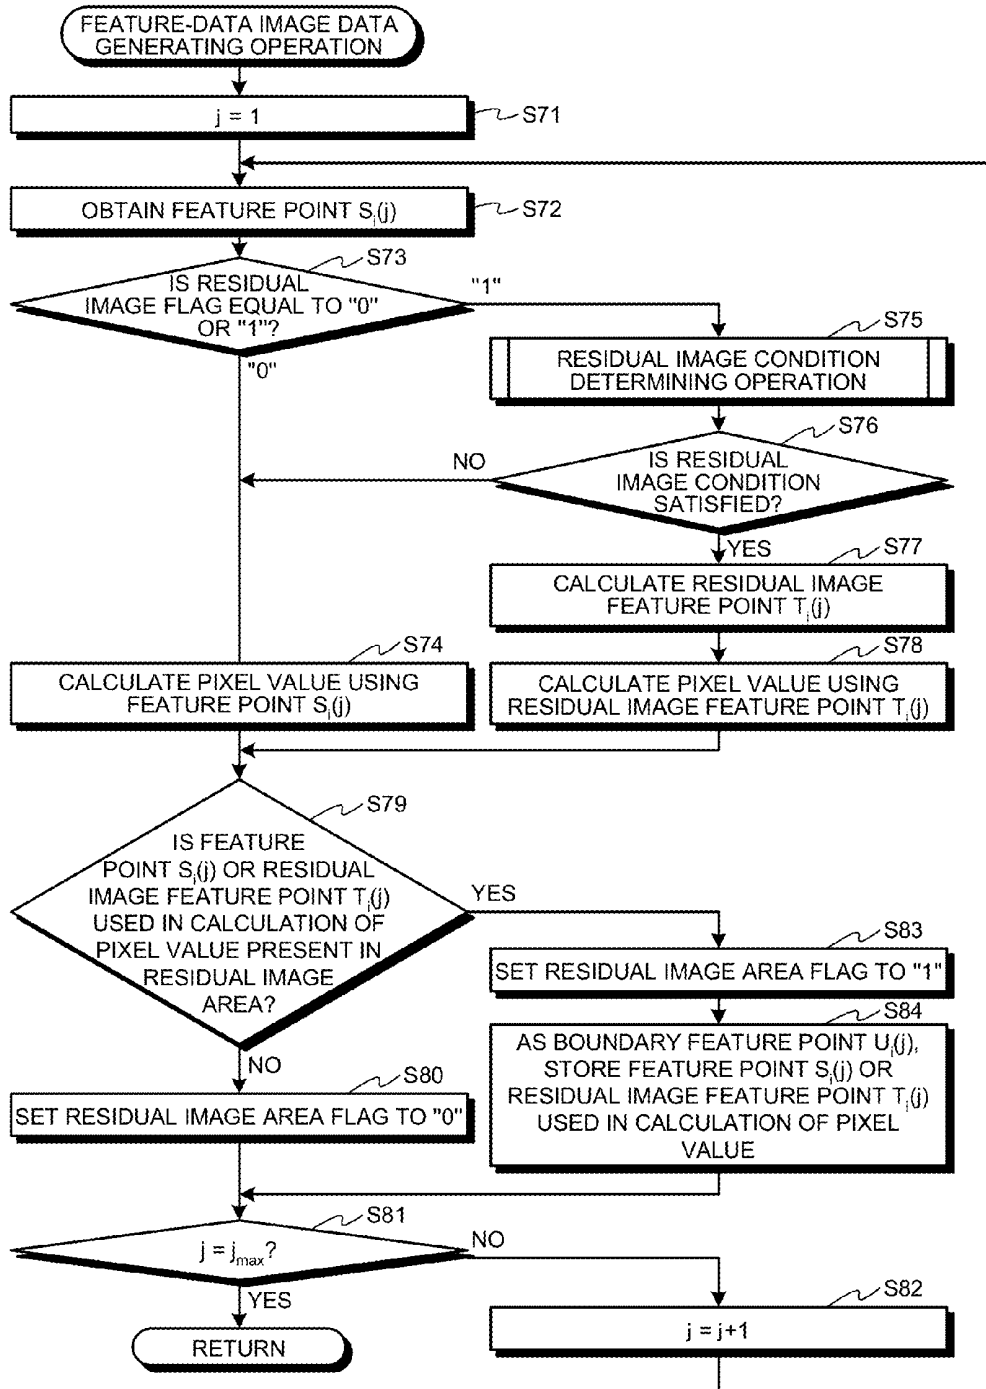 FEATURE-DATA IMAGE DATA
GENERATING OPERATION
j = 1
S71
OBTAIN FEATURE POINT Si(j)
S72
S73
IS RESIDUAL
IMAGE FLAG EQUAL TO "0"
OR "1"?
"1"
"0"
S75
RESIDUAL IMAGE CONDITION
DETERMINING OPERATION
S76
IS RESIDUAL
IMAGE CONDITION
SATISFIED?
NO
YES
S77
CALCULATE RESIDUAL IMAGE
FEATURE POINT Ti(j)
S74
CALCULATE PIXEL VALUE USING
FEATURE POINT Si(j)
S78
CALCULATE PIXEL VALUE USING
RESIDUAL IMAGE FEATURE POINT Ti(j)
S79
IS FEATURE
POINT Si(j) OR RESIDUAL
IMAGE FEATURE POINT Ti(j)
USED IN CALCULATION OF
PIXEL VALUE PRESENT IN
RESIDUAL IMAGE
AREA?
YES
NO
S83
SET RESIDUAL IMAGE AREA FLAG TO "1"
S84
AS BOUNDARY FEATURE POINT Ui(j),
STORE FEATURE POINT Si(j) OR
RESIDUAL IMAGE FEATURE POINT Ti(j)
USED IN CALCULATION OF PIXEL
VALUE
S80
SET RESIDUAL IMAGE AREA FLAG TO "0"
S81
j = jmax?
NO
YES
S82
j = j+1
RETURN